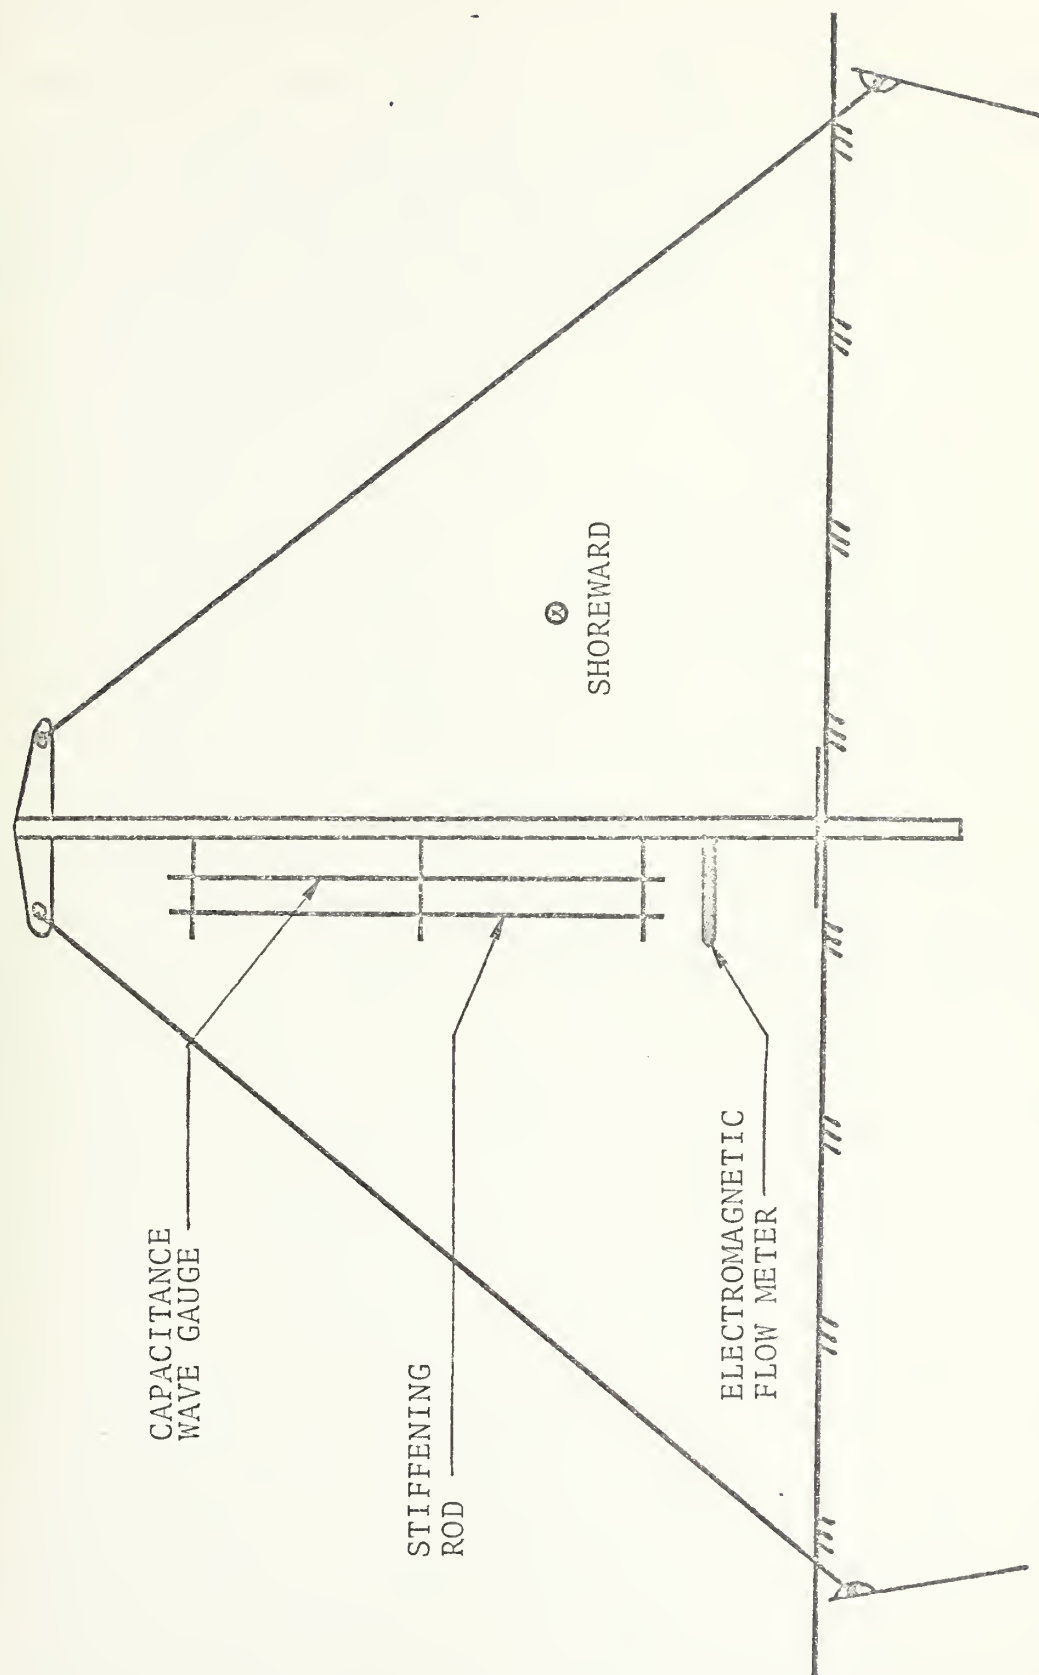 CAPACITANCE
WAVE GAUGE
STIFFENING
ROD
ELECTROMAGNETIC
FLOW METER
SHOREWARD